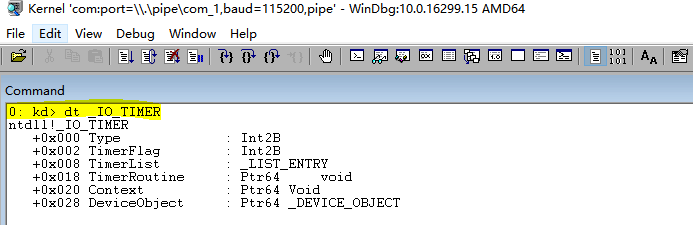 Kernel 'com:port=\\.\pipe\com_1,baud=115200,pipe' - WinDbg:10.0.16299.15 AMD64
File Edit View Debug Window Help
101
101
AA
Command
0: kd> dt _IO_TIMER
ntdll!_IO_TIMER
+0x000 Type : Int2B
+0x002 TimerFlag : Int2B
+0x008 TimerList : _LIST_ENTRY
+0x018 TimerRoutine : Ptr64 void
+0x020 Context : Ptr64 Void
+0x028 DeviceObject : Ptr64 _DEVICE_OBJECT